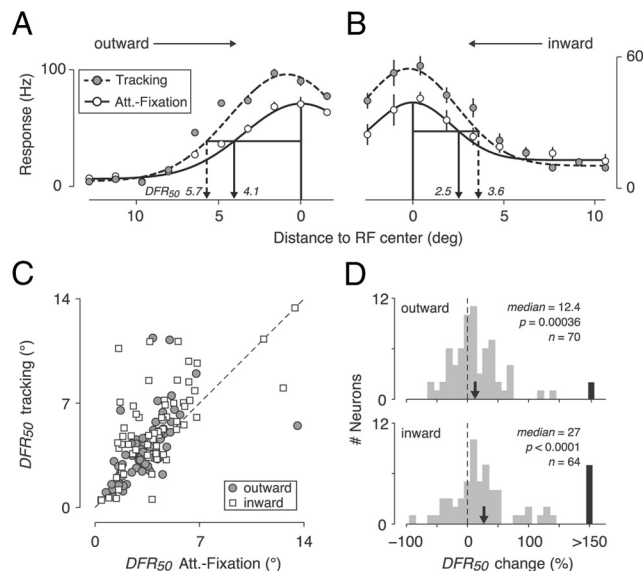 A
B
outward
inward
100
Response (Hz)
0
Tracking
Att.-Fixation
60
0
DFR50 5.7
4.1
2.5
3.6
10 5 0
0 5 10
Distance to RF center (deg)
C
D
14
7
0
DFR50 tracking (°)
outward
inward
0 7 14
DFR50 Att.-Fixation (°)
12
outward
median = 12.4
p = 0.00036
n = 70
0
# Neurons
12
inward
median = 27
p < 0.0001
n = 64
0
−100 0 100 >150
DFR50 change (%)